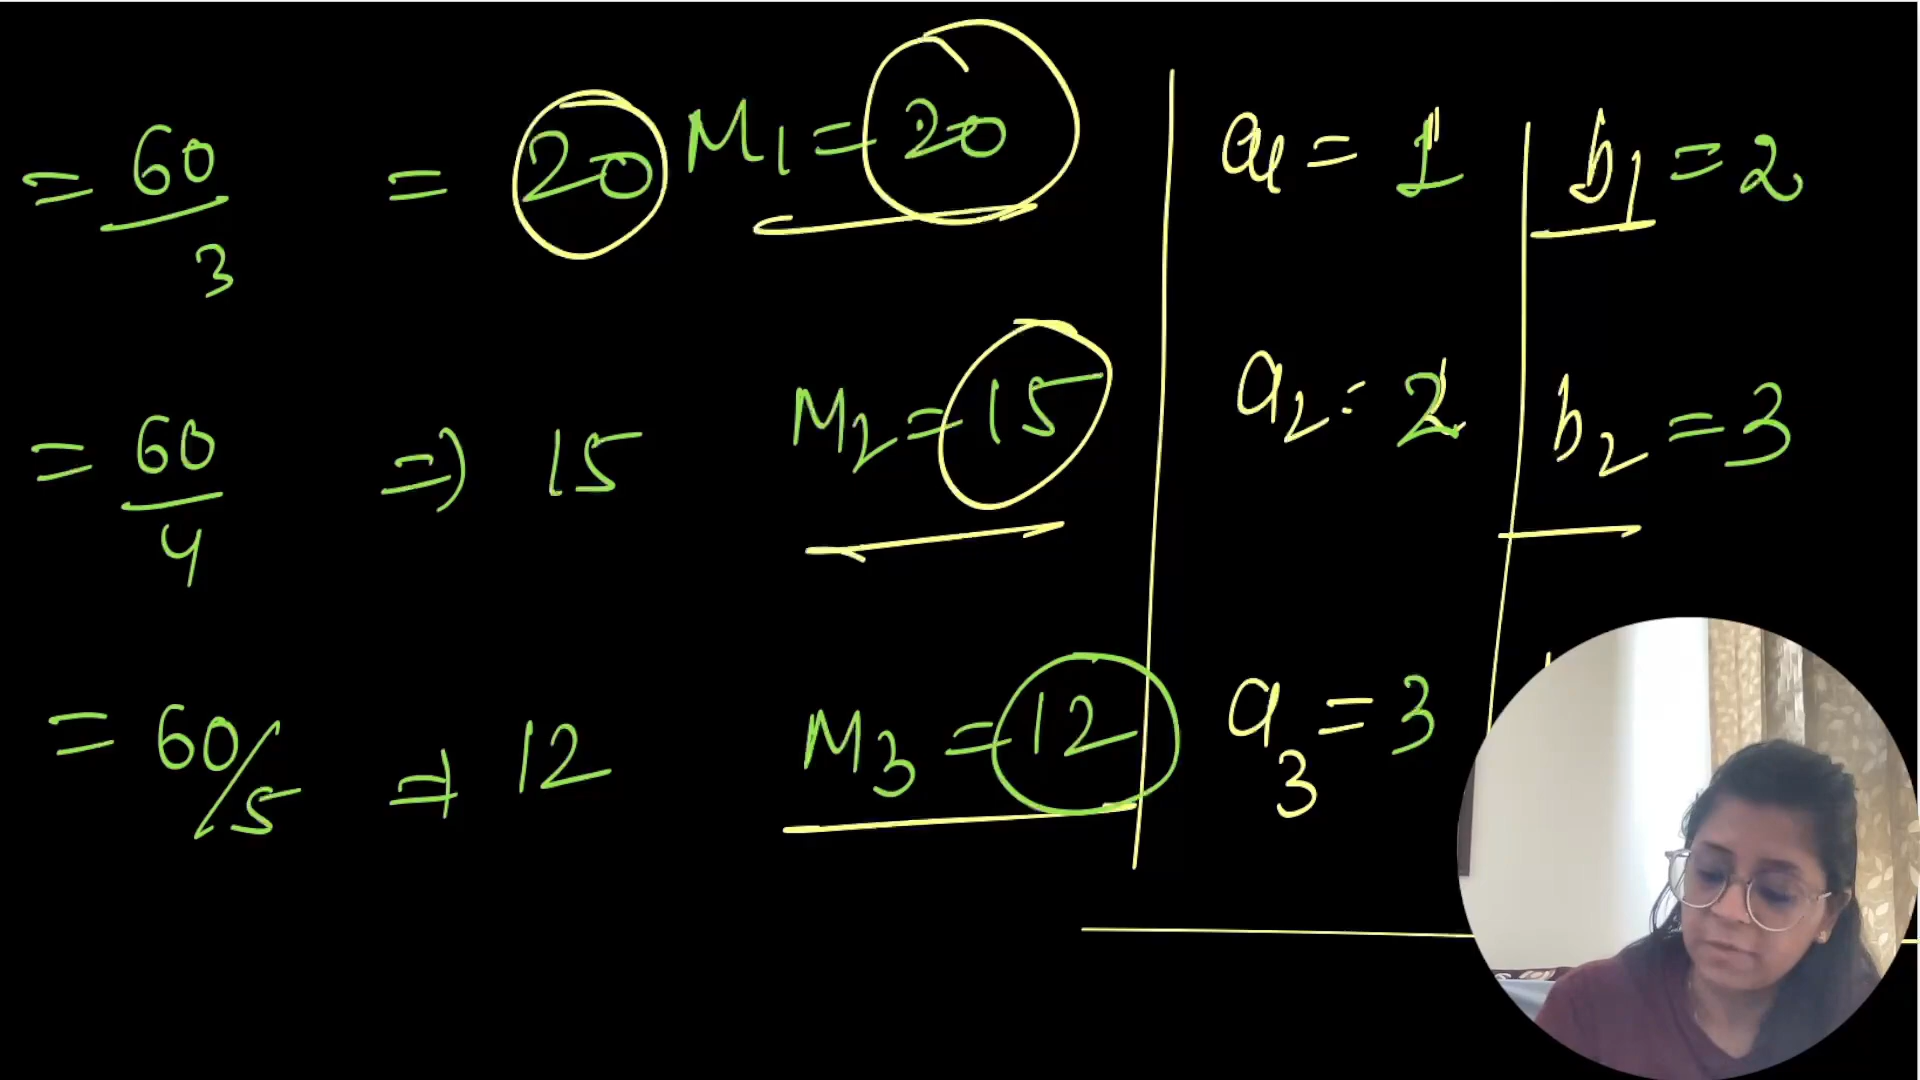 = 60/3 = 20 M1 = 20 a1 = 1 b1 = 2
= 60/4 => 15 M2 = 15 a2 = 2 b2 = 3
= 60/5 => 12 M3 = 12 a3 = 3